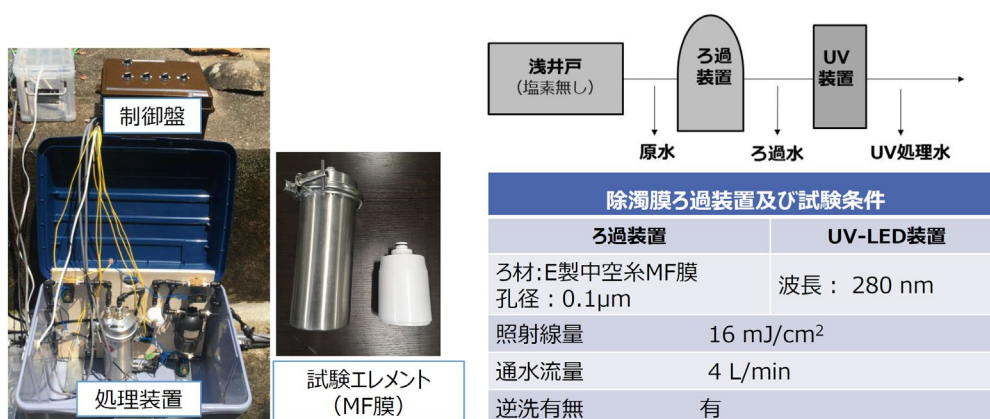 制御盤
処理装置
試験エレメント
(MF膜)
浅井戸
(塩素無し)
ろ過
装置
UV
装置
原水
ろ過水
UV処理水
除濁膜ろ過装置及び試験条件
ろ過装置 UV-LED装置
ろ材:E製中空糸MF膜
孔径:0.1μm
波長: 280 nm
照射線量 16 mJ/cm²
通水流量 4 L/min
逆洗有無 有